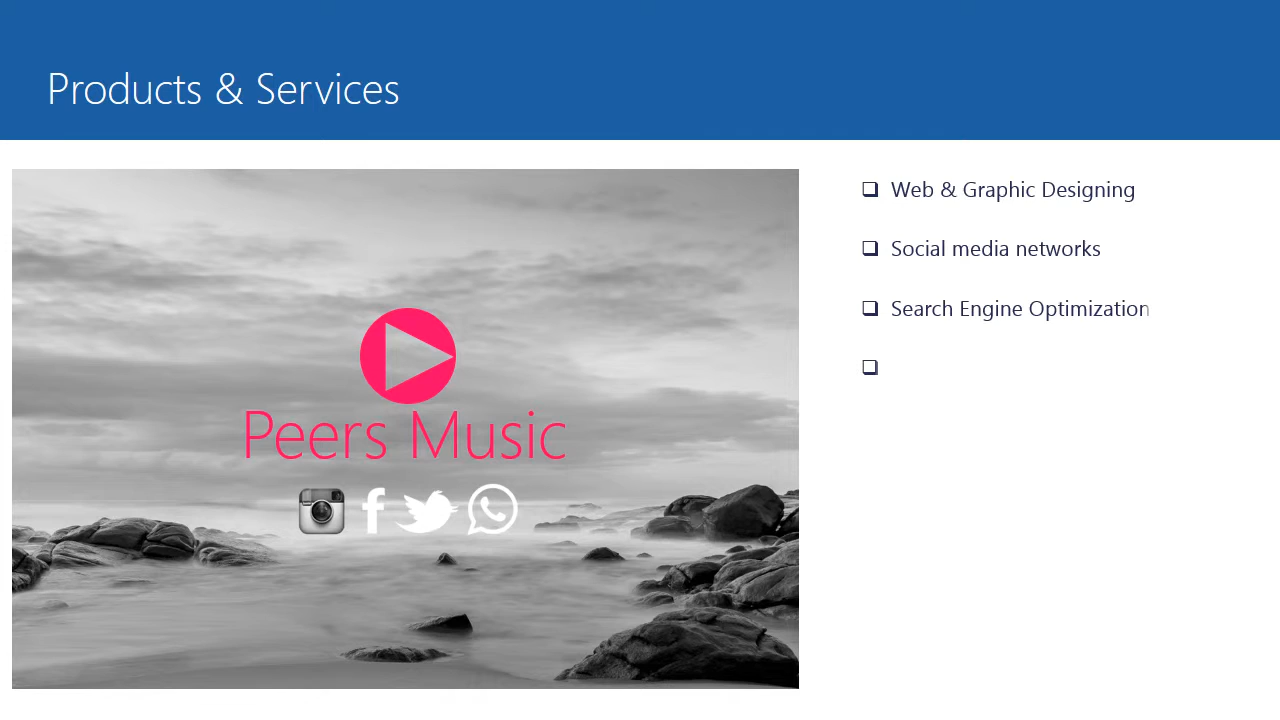 Products & Services
Peers Music
Web & Graphic Designing
Social media networks
Search Engine Optimization